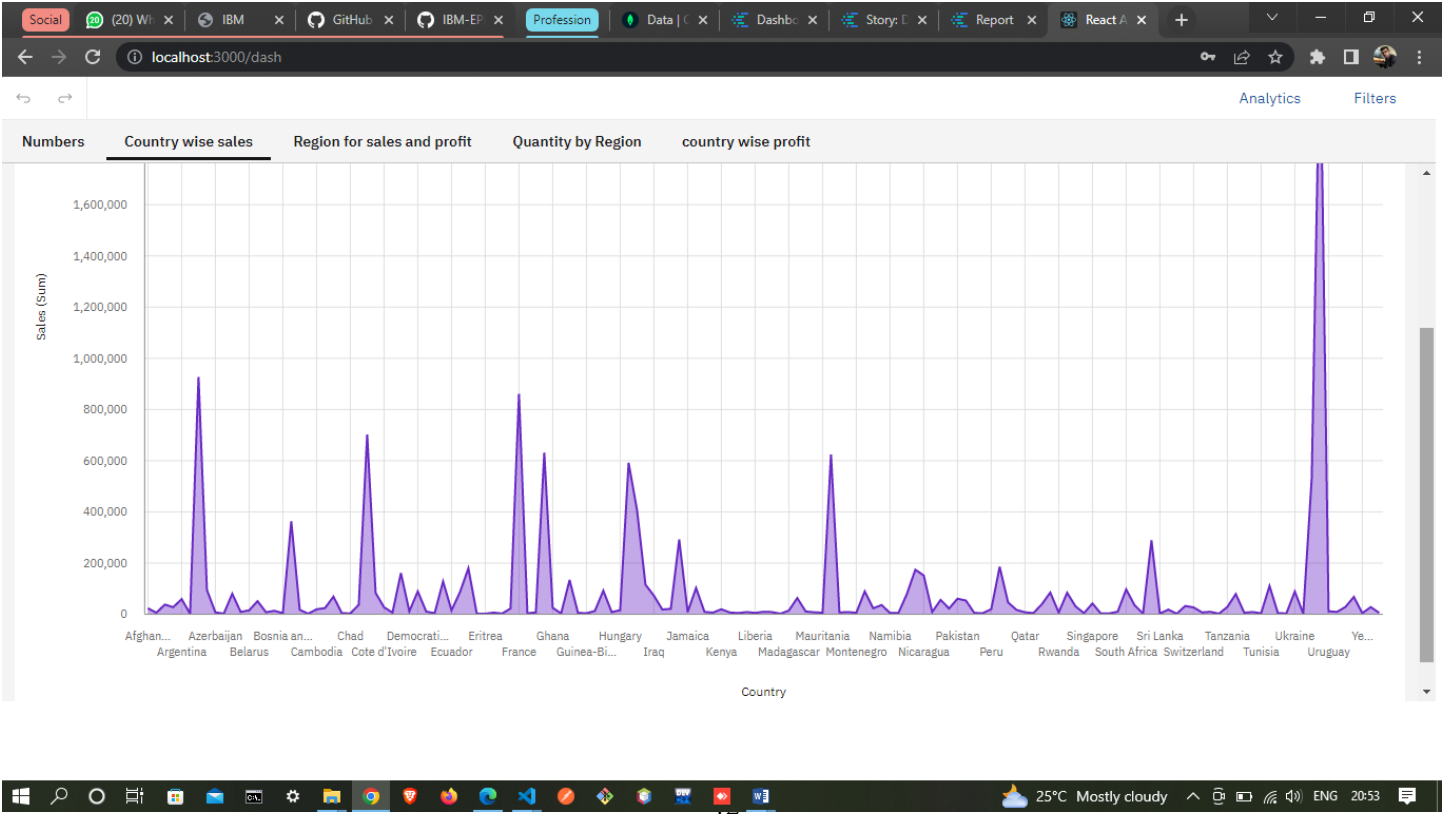 Social (20) Wh IBM GitHub IBM-EP Profession Data | C Dashbo Story: D Report React A
localhost:3000/dash
Analytics Filters
Numbers Country wise sales Region for sales and profit Quantity by Region country wise profit
1,600,000
1,400,000
1,200,000
1,000,000
800,000
600,000
400,000
200,000
0
Sales (Sum)
Afghan... Azerbaijan Bosnia an... Chad Democrati... Eritrea Ghana Hungary Jamaica Liberia Mauritania Namibia Pakistan Qatar Singapore Sri Lanka Tanzania Ukraine Ye...
Argentina Belarus Cambodia Cote d'Ivoire Ecuador France Guinea-Bi... Iraq Kenya Madagascar Montenegro Nicaragua Peru Rwanda South Africa Switzerland Tunisia Uruguay
Country
25°C Mostly cloudy ENG 20:53